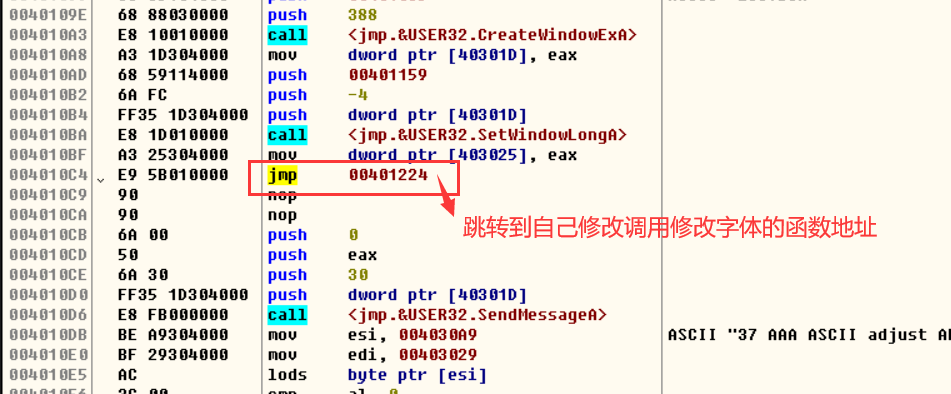 0040109E 68 88030000 push 388
004010A3 E8 10010000 call <jmp.&USER32.CreateWindowExA>
004010A8 A3 1D304000 mov dword ptr [40301D], eax
004010AD 68 59114000 push 00401159
004010B2 6A FC push -4
004010B4 FF35 1D304000 push dword ptr [40301D]
004010BA E8 1D010000 call <jmp.&USER32.SetWindowLongA>
004010BF A3 25304000 mov dword ptr [403025], eax
004010C4 E9 5B010000 jmp 00401224
004010C9 90 nop
004010CA 90 nop
跳转到自己修改调用修改字体的函数地址
004010CB 6A 00 push 0
004010CD 50 push eax
004010CE 6A 30 push 30
004010D0 FF35 1D304000 push dword ptr [40301D]
004010D6 E8 FB000000 call <jmp.&USER32.SendMessageA>
004010DB BE A9304000 mov esi, 004030A9 ASCII "37 AAA ASCII adjust A
004010E0 BF 29304000 mov edi, 00403029
004010E5 AC lods byte ptr [esi]